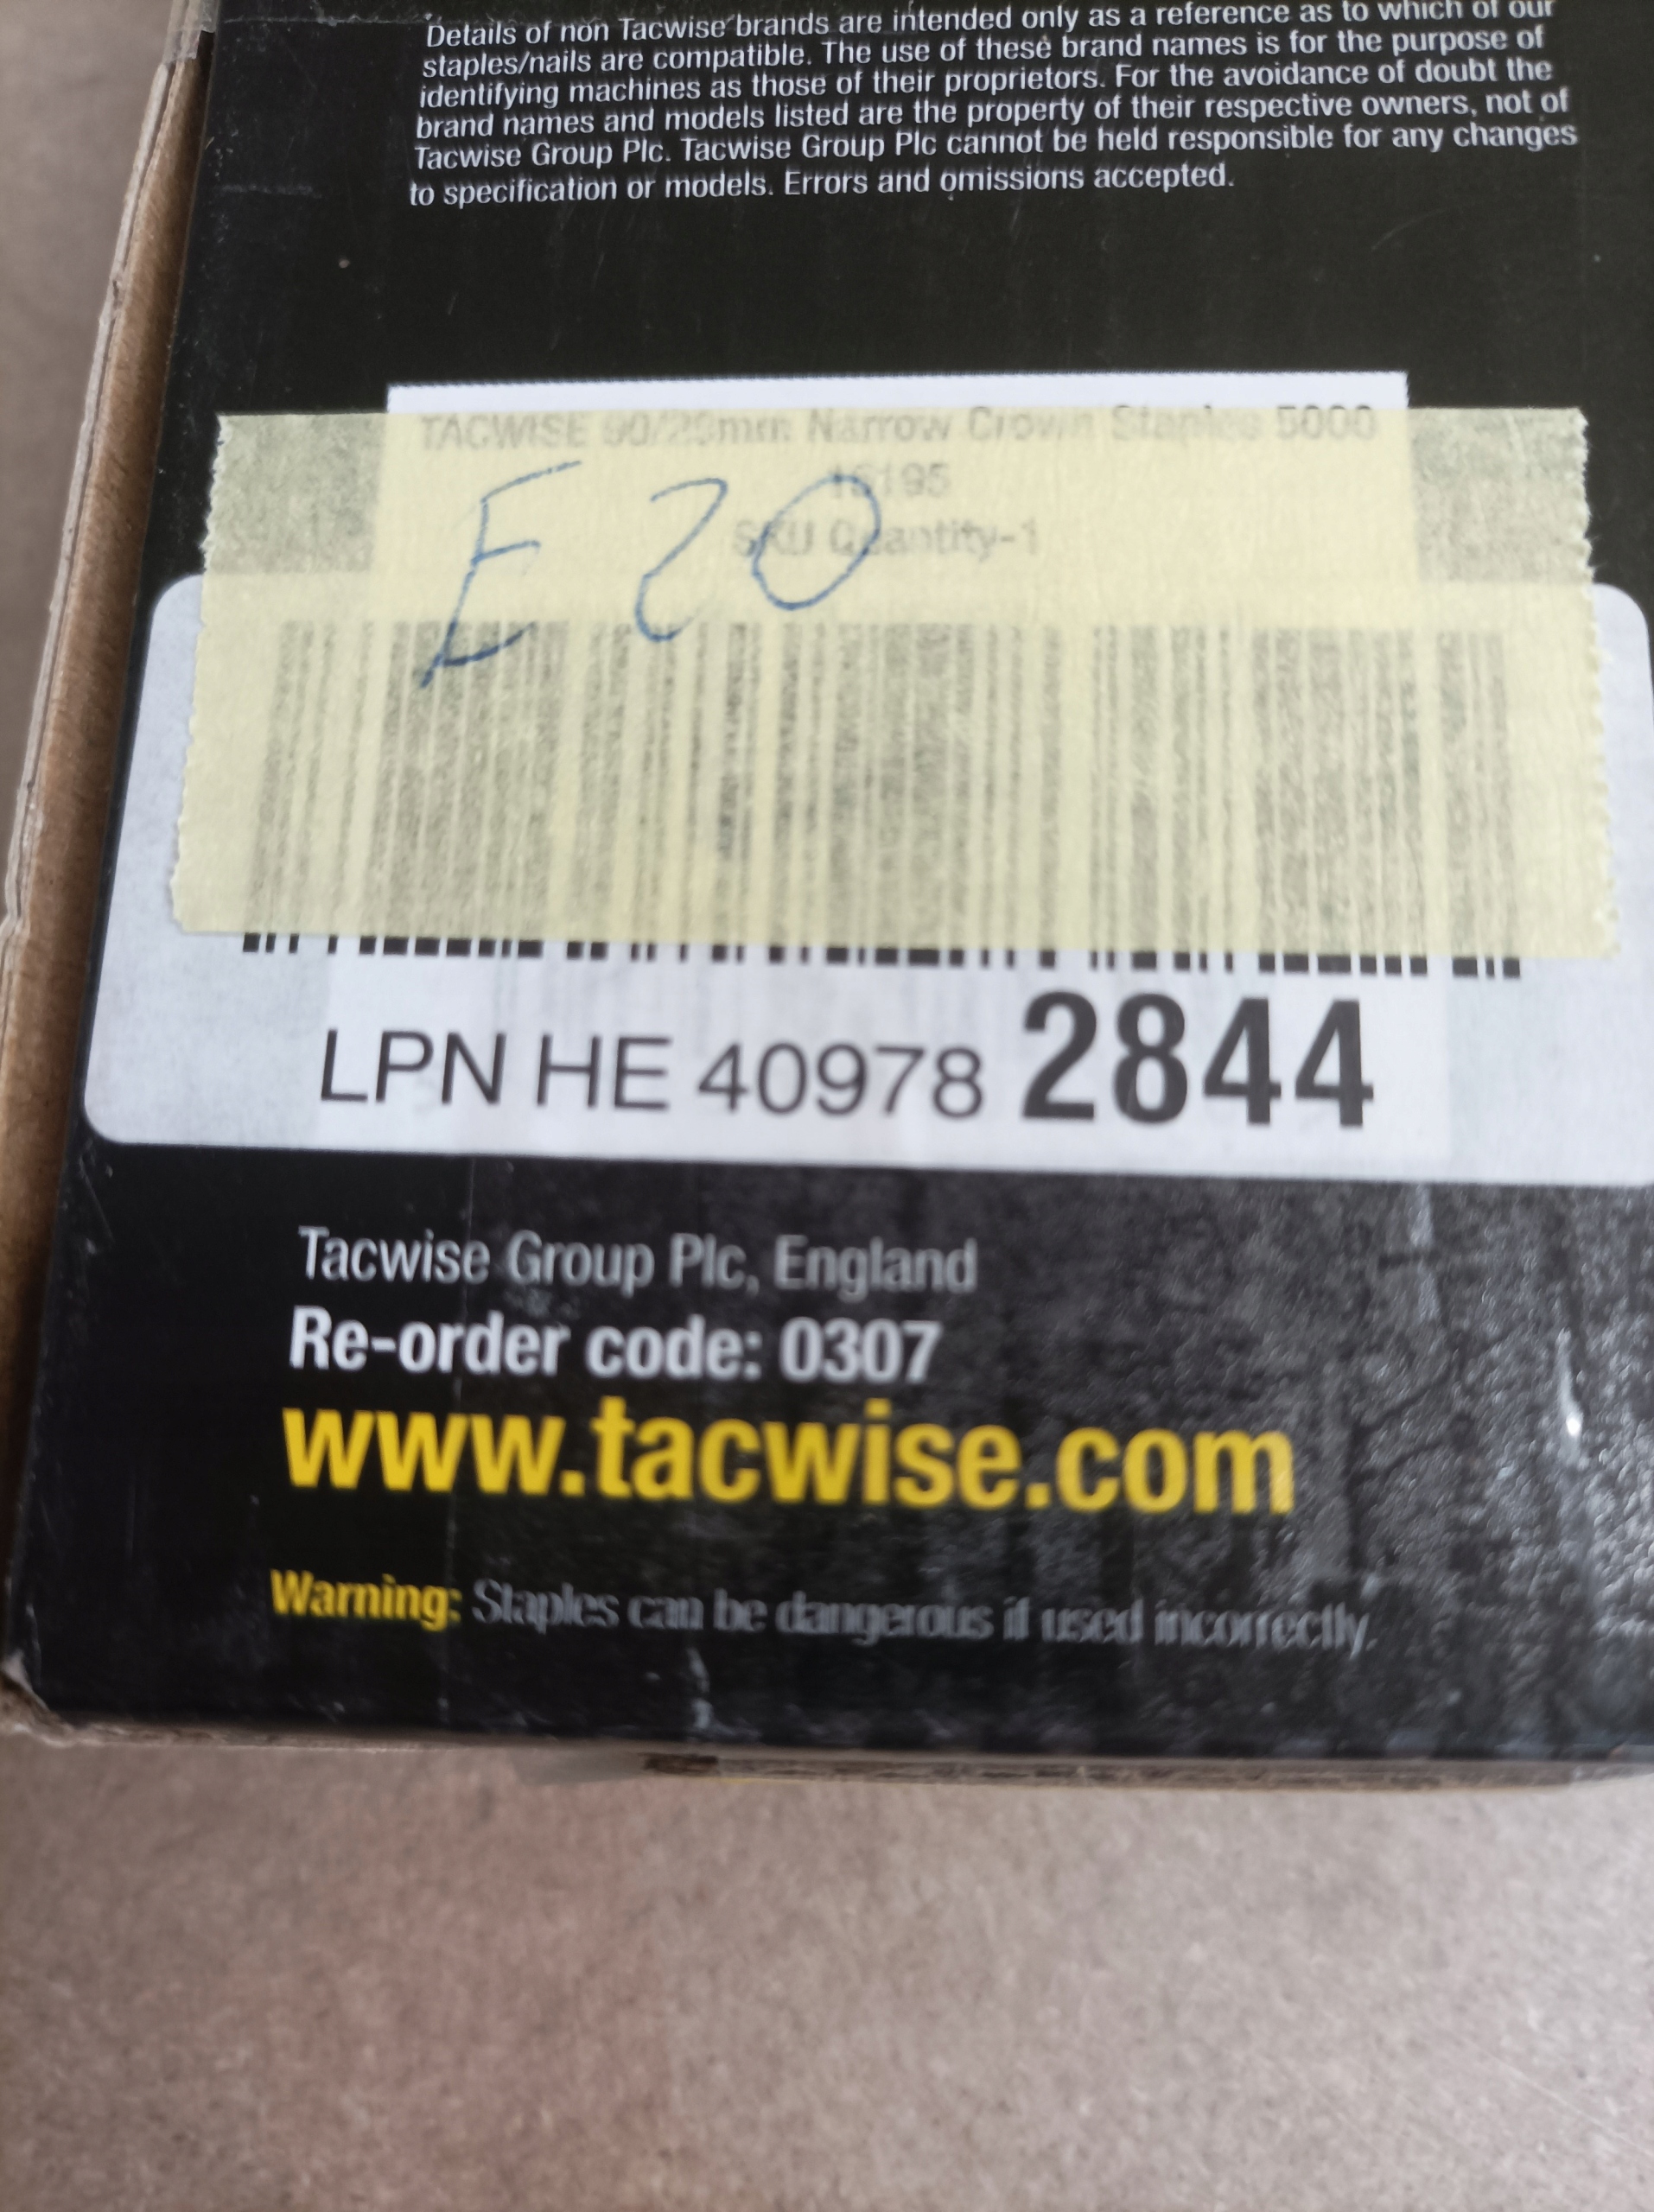 Details of non Tacwise brands are intended only as a reference as to which of our
staples/nails are compatible. The use of these brand names is for the purpose of
identifying machines as those of their proprietors. For the avoidance of doubt the
brand names and models listed are the property of their respective owners, not of
Tacwise Group Plc. Tacwise Group Plc cannot be held responsible for any changes
to specification or models. Errors and omissions accepted.
TACWISE Narrow Crown Staples 5000
SKU Quantity-1
E 20
LPN HE 40978 2844
Tacwise Group Plc, England
Re-order code: 0307
www.tacwise.com
Warning: Staples can be dangerous if used incorrectly.